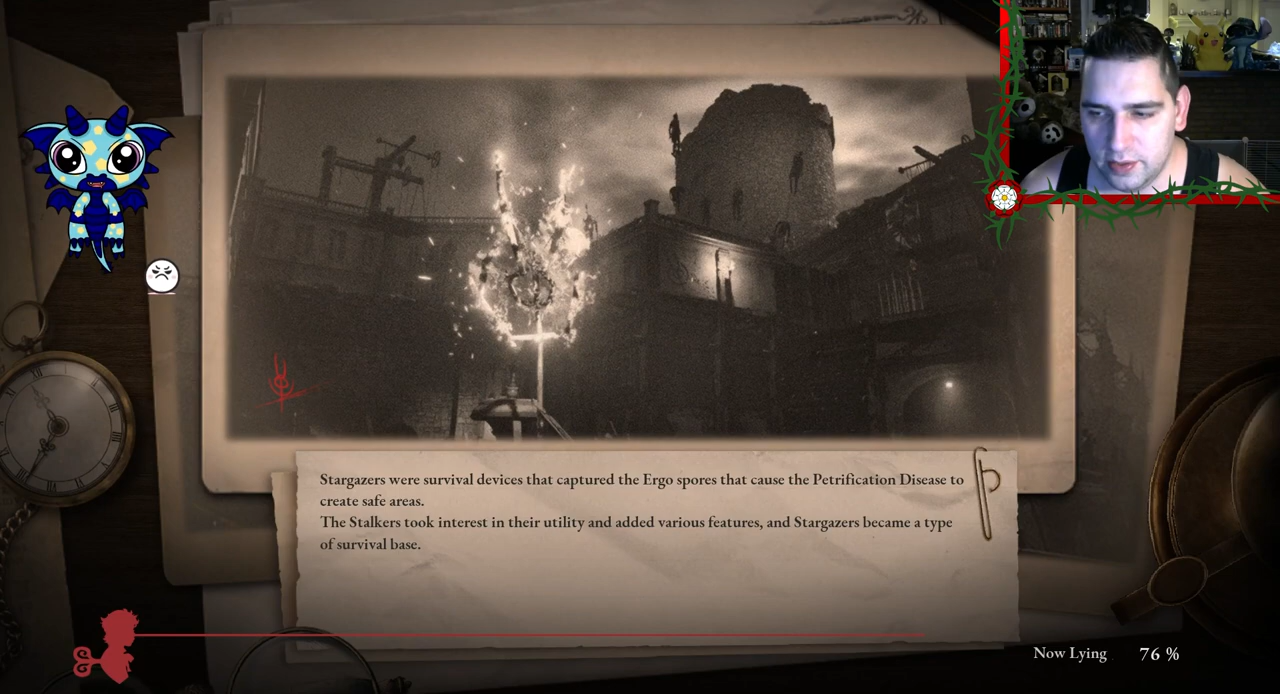 Stargazers were survival devices that captured the Ergo spores that cause the Petrification Disease to
create safe areas.
The Stalkers took interest in their utility and added various features, and Stargazers became a type
of survival base.
Now Lying 76 %